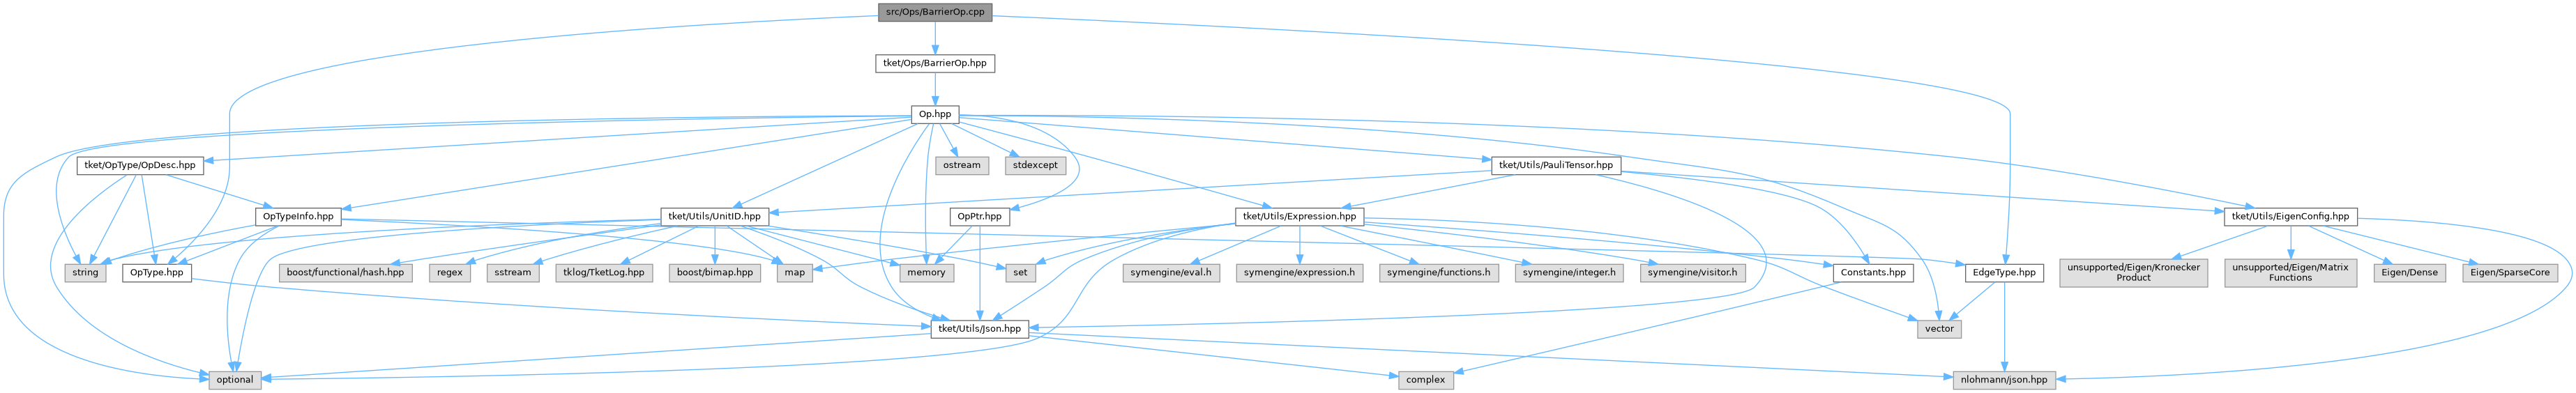 src/Ops/BarrierOp.cpp
tket/Ops/BarrierOp.hpp
Op.hpp
tket/OpType/OpDesc.hpp
ostream
stdexcept
tket/Utils/PauliTensor.hpp
OpTypeInfo.hpp
tket/Utils/UnitID.hpp
OpPtr.hpp
tket/Utils/Expression.hpp
tket/Utils/EigenConfig.hpp
string
OpType.hpp
boost/functional/hash.hpp
regex
sstream
tklog/TketLog.hpp
boost/bimap.hpp
map
memory
set
symengine/eval.h
symengine/expression.h
symengine/functions.h
symengine/integer.h
symengine/visitor.h
Constants.hpp
EdgeType.hpp
unsupported/Eigen/Kronecker
Product
unsupported/Eigen/Matrix
Functions
Eigen/Dense
Eigen/SparseCore
tket/Utils/Json.hpp
vector
optional
complex
nlohmann/json.hpp